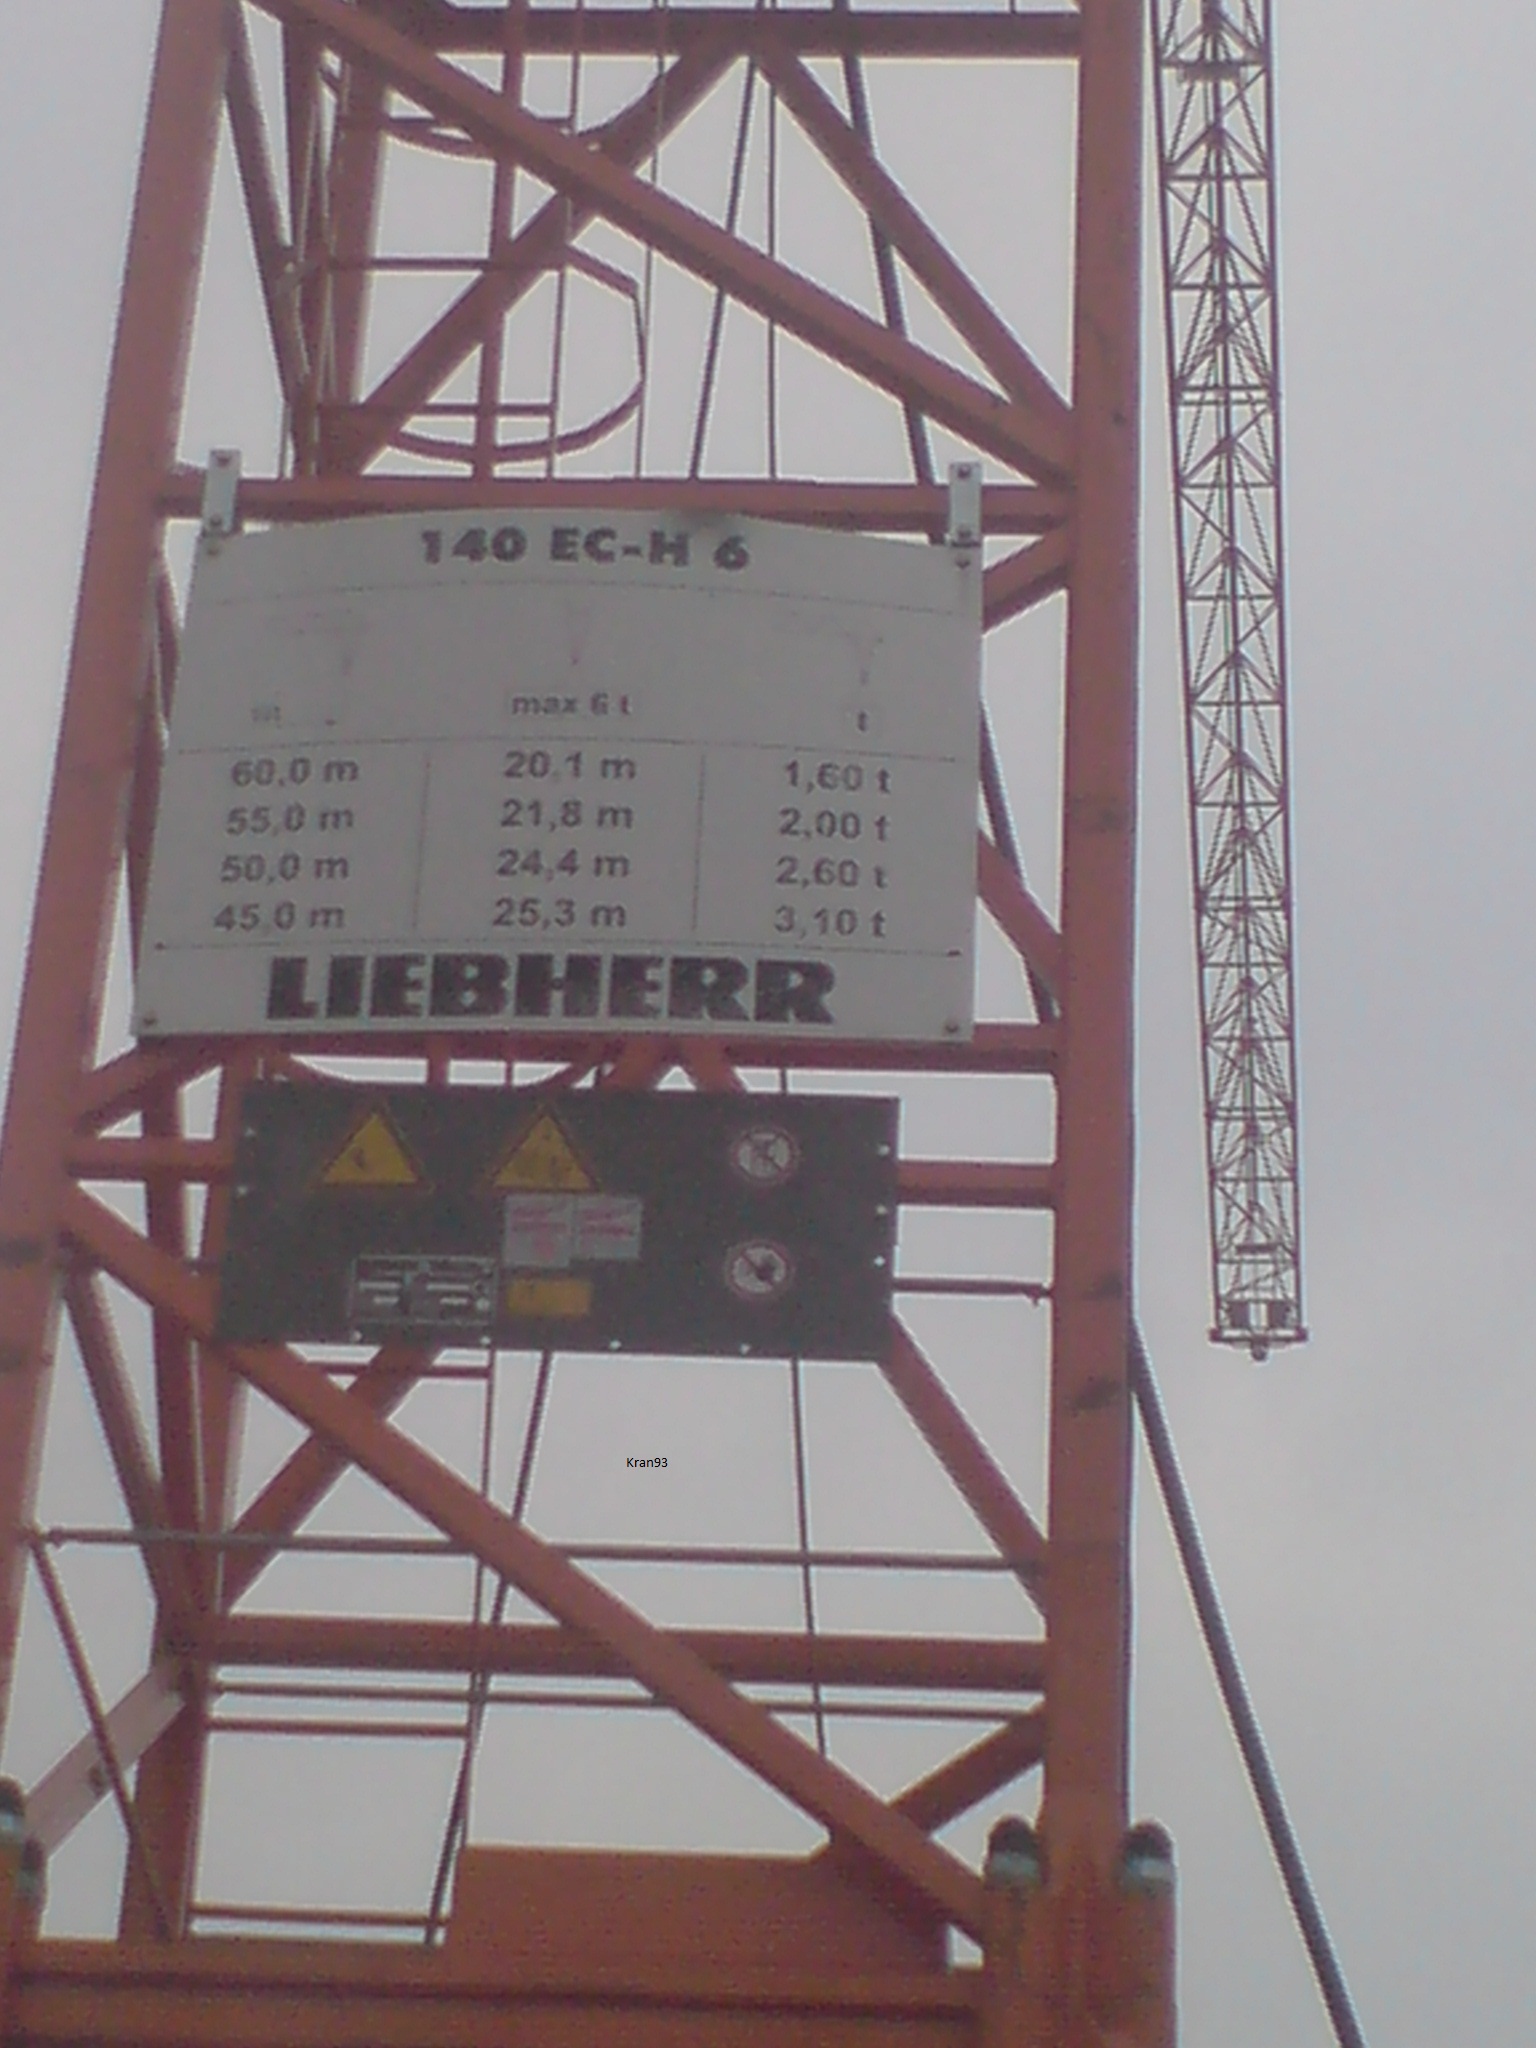 140 EC-H 6
max 6 t
t
60,0 m 20,1 m 1,60 t
55,0 m 21,8 m 2,00 t
50,0 m 24,4 m 2,60 t
45,0 m 25,3 m 3,10 t
LIEBHERR
Kran93